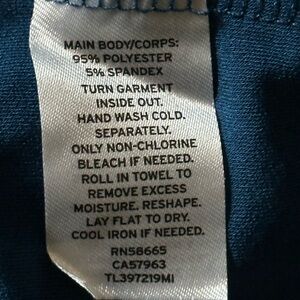 MAIN BODY/CORPS:
95% POLYESTER
5% SPANDEX
TURN GARMENT
INSIDE OUT.
HAND WASH COLD.
SEPARATELY.
ONLY NON-CHLORINE
BLEACH IF NEEDED.
ROLL IN TOWEL TO
REMOVE EXCESS
MOISTURE. RESHAPE.
LAY FLAT TO DRY.
COOL IRON IF NEEDED.
RN58665
CA57963
TL397219MI